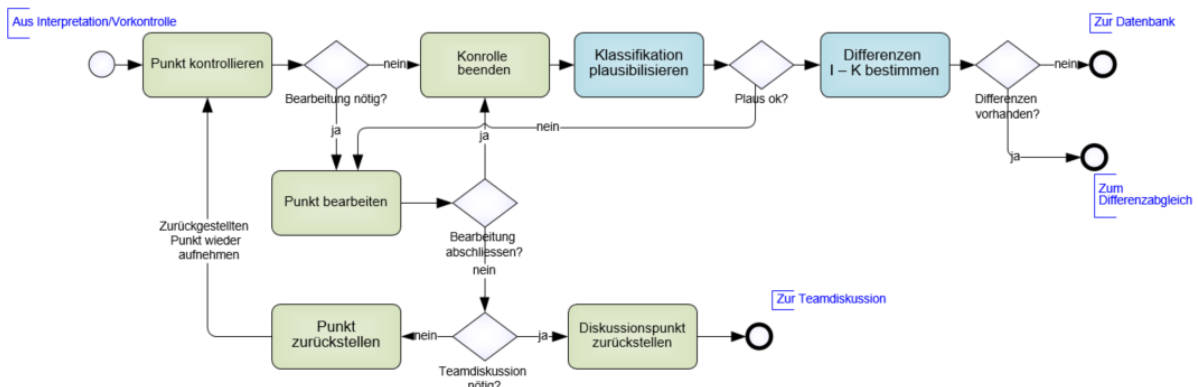 Aus Interpretation/Vorkontrolle
Zur Datenbank
Punkt kontrollieren
nein
Konrolle
beenden
Klassifikation
plausibilisieren
Differenzen
I – K bestimmen
nein
Bearbeitung nötig?
Plaus ok?
Differenzen
vorhanden?
ja
ja
nein
ja
Punkt bearbeiten
Zum
Differenzabgleich
Zurückgestellten
Punkt wieder
aufnehmen
Bearbeitung
abschliessen?
nein
Zur Teamdiskussion
Punkt
zurückstellen
nein
ja
Diskussionspunkt
zurückstellen
Teamdiskussion
nötig?